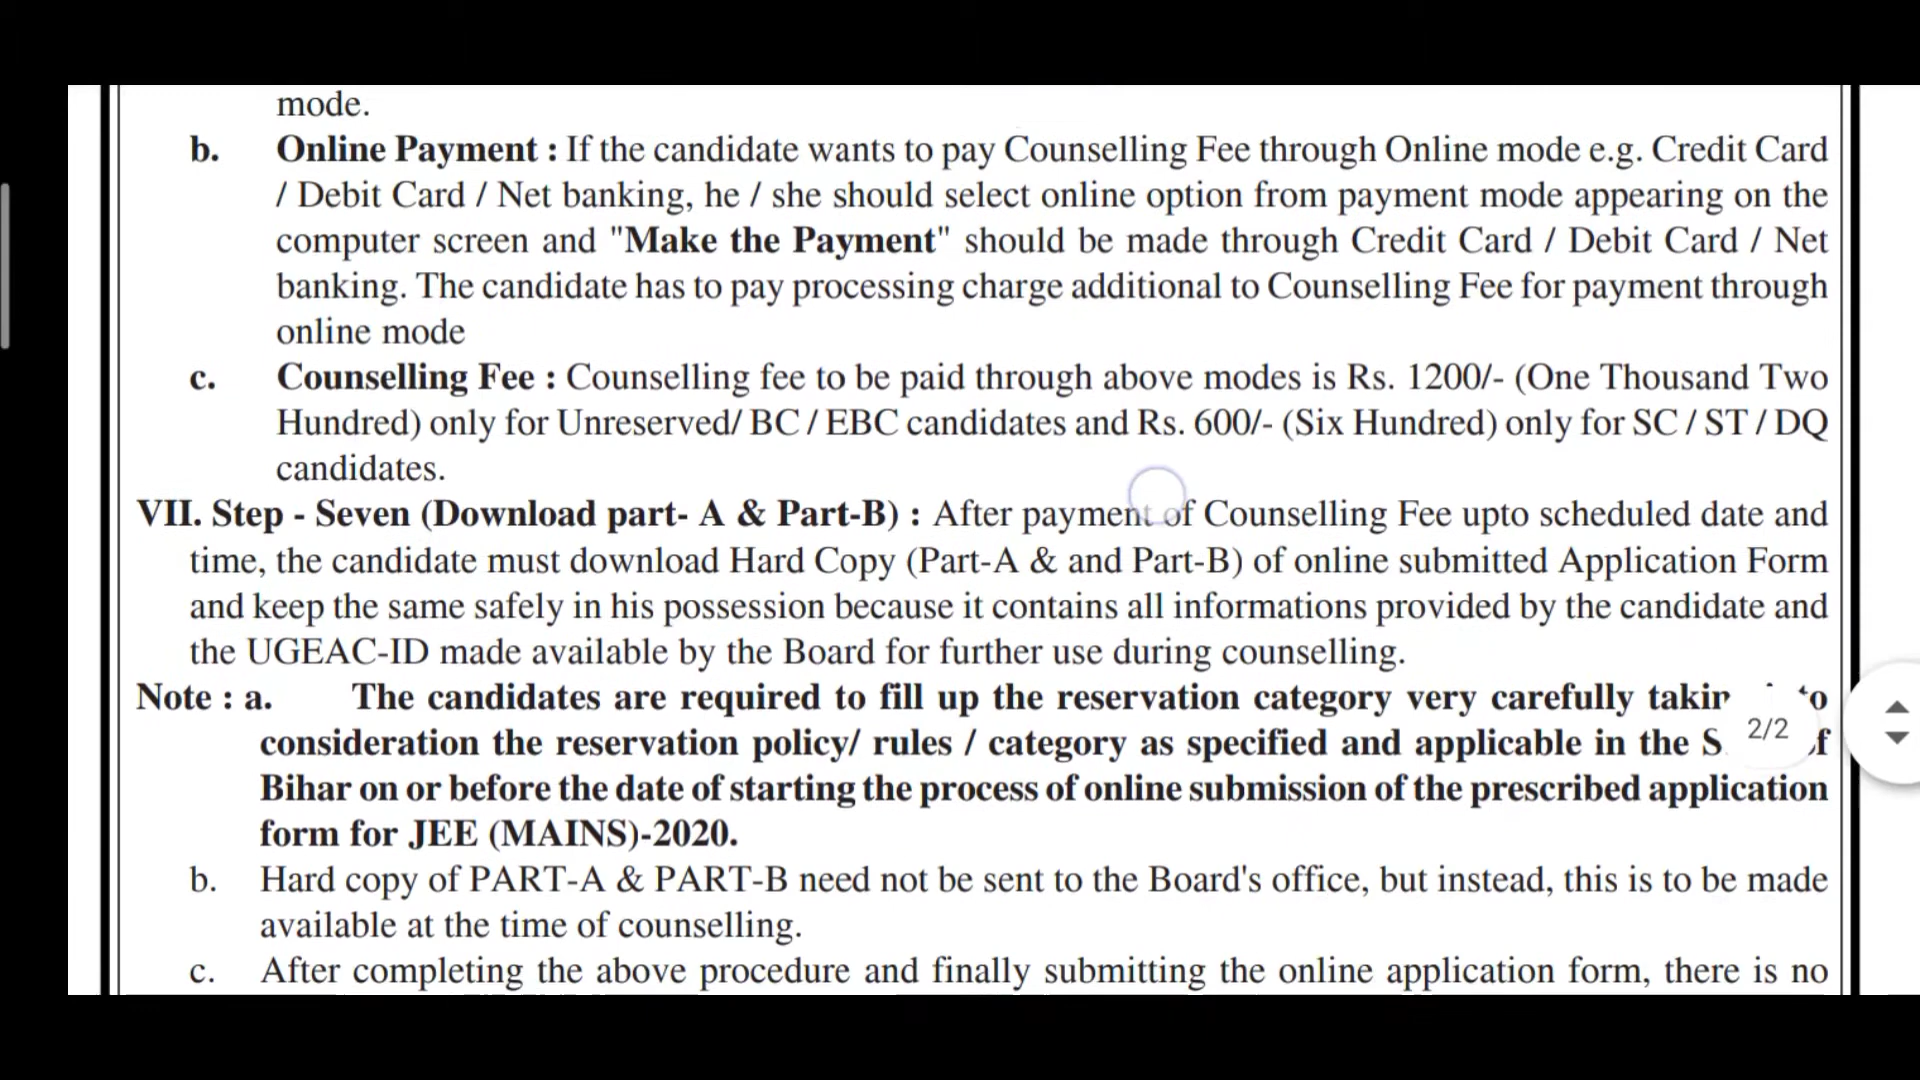 mode.
b. Online Payment : If the candidate wants to pay Counselling Fee through Online mode e.g. Credit Card
/ Debit Card / Net banking, he / she should select online option from payment mode appearing on the
computer screen and "Make the Payment" should be made through Credit Card / Debit Card / Net
banking. The candidate has to pay processing charge additional to Counselling Fee for payment through
online mode
c. Counselling Fee : Counselling fee to be paid through above modes is Rs. 1200/- (One Thousand Two
Hundred) only for Unreserved/ BC / EBC candidates and Rs. 600/- (Six Hundred) only for SC / ST / DQ
candidates.
VII. Step - Seven (Download part- A & Part-B) : After payment of Counselling Fee upto scheduled date and
time, the candidate must download Hard Copy (Part-A & and Part-B) of online submitted Application Form
and keep the same safely in his possession because it contains all informations provided by the candidate and
the UGEAC-ID made available by the Board for further use during counselling.
Note : a. The candidates are required to fill up the reservation category very carefully
consideration the reservation policy/ rules / category as specified and applicable in the
2/2
Bihar on or before the date of starting the process of online submission of the prescribed application
form for JEE (MAINS)-2020.
b. Hard copy of PART-A & PART-B need not be sent to the Board's office, but instead, this is to be made
available at the time of counselling.
c. After completing the above procedure and finally submitting the online application form, there is no